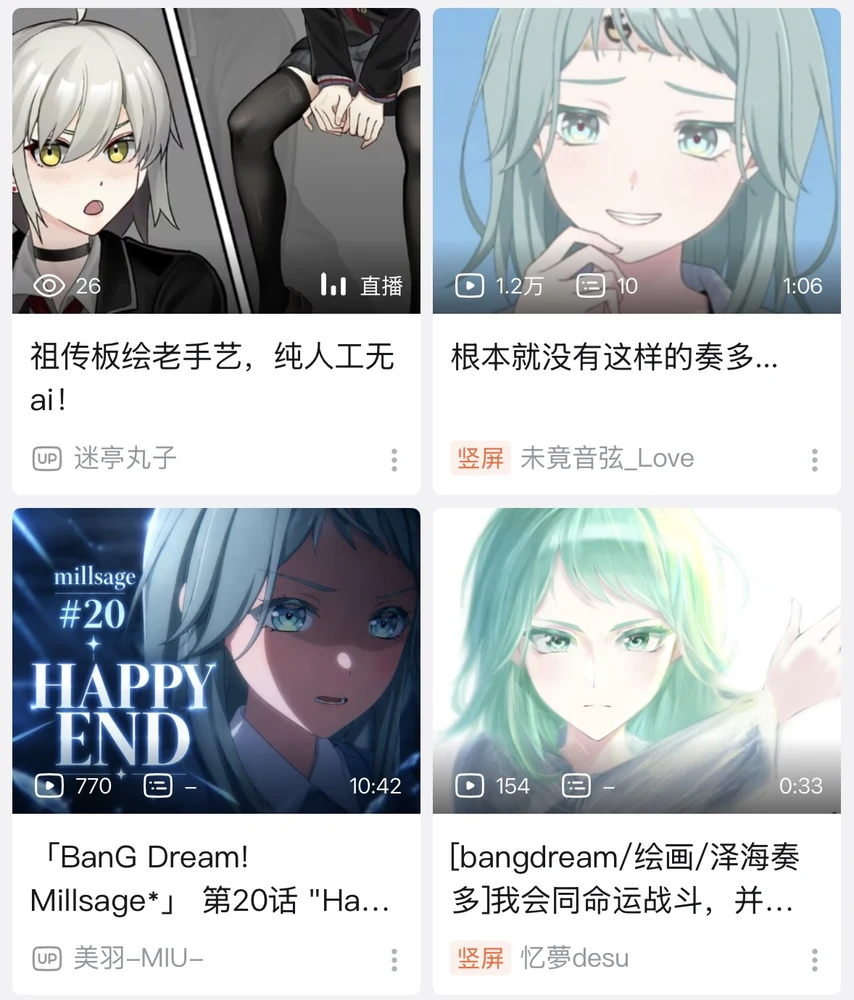 26
直播
1.2万
10
1:06
祖传板绘老手艺，纯人工无
ai！
根本就没有这样的奏多...
UP 迷亭丸子
竖屏 未竟音弦_Love
millsage
#20
HAPPY
END
770
–
10:42
154
–
0:33
「BanG Dream!
Millsage*」 第20话 "Ha...
[bangdream/绘画/泽海奏
多]我会同命运战斗，并...
UP 美羽–MIU–
竖屏 忆夢desu